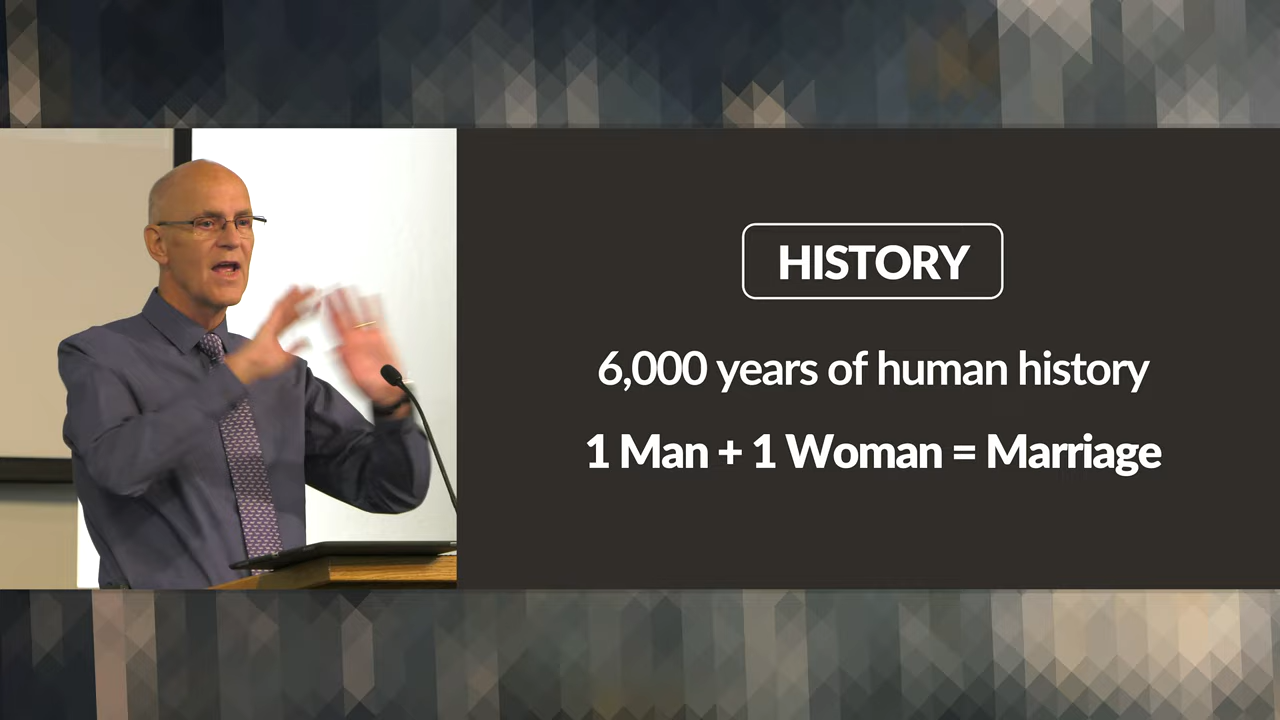 HISTORY
6,000 years of human history
1 Man + 1 Woman = Marriage